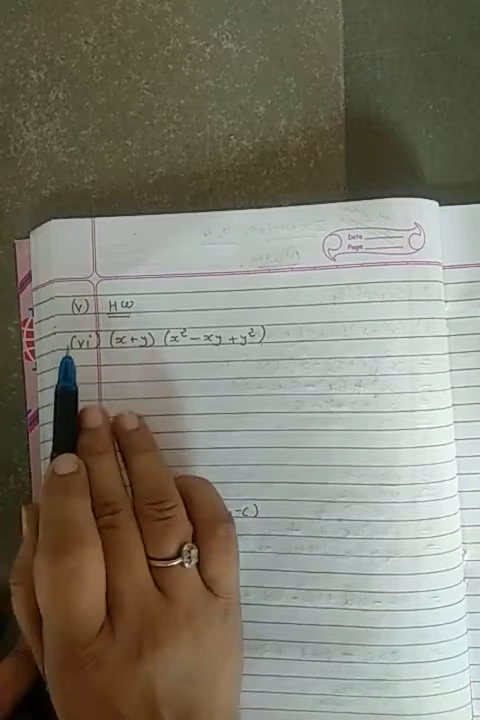 Date
Page
(v) HW
(vi) (x+y) (x² - xy + y²)
-c)